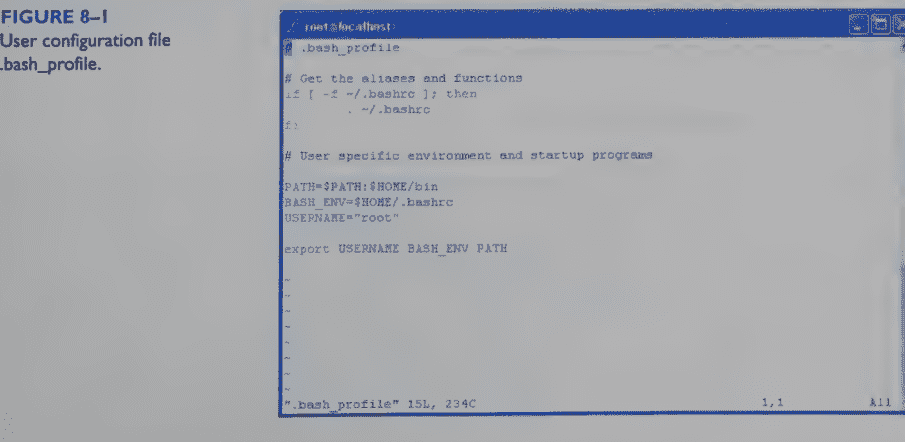 FIGURE 8–1
User configuration file
.bash_profile.
root@localhost:
# .bash_profile
# Get the aliases and functions
if [ -f ~/.bashrc ]; then
. ~/.bashrc
fi
# User specific environment and startup programs
PATH=$PATH:$HOME/bin
BASH_ENV=$HOME/.bashrc
USERNAME="root"
export USERNAME BASH_ENV PATH
~
~
~
~
~
~
~
~
".bash_profile" 15L, 234C 1,1 All